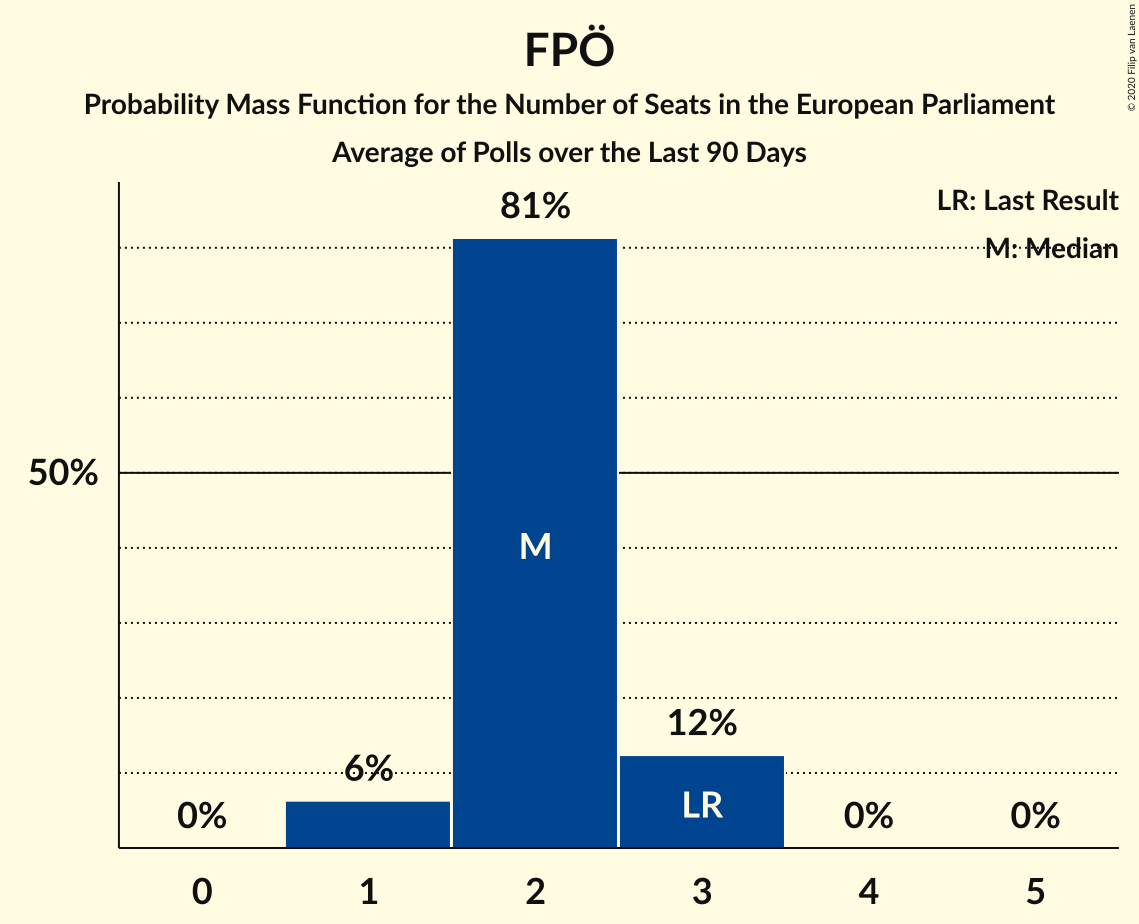 FPÖ
Probability Mass Function for the Number of Seats in the European Parliament
Average of Polls over the Last 90 Days
© 2020 Filip van Laenen
LR: Last Result
M: Median
81%
50%
M
12%
6%
LR
0%
0%
0%
0
1
2
3
4
5